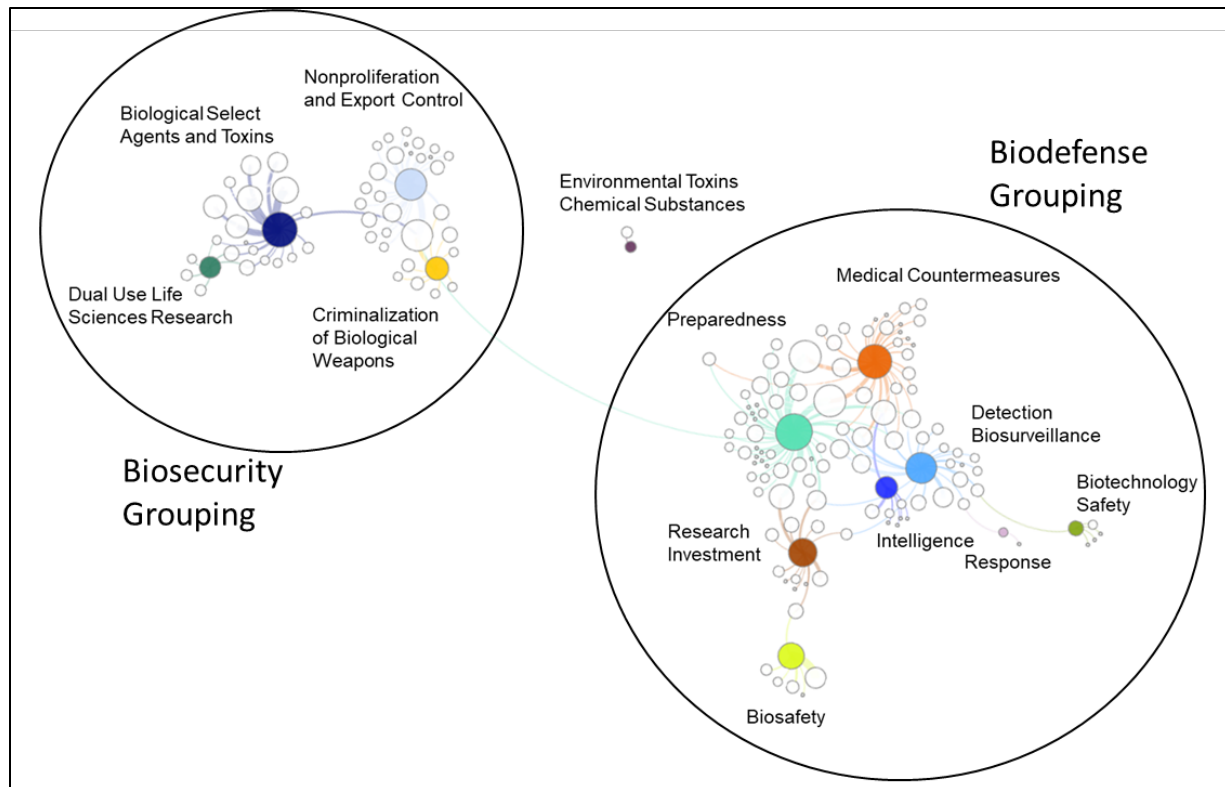 Nonproliferation
and Export Control
Biological Select
Agents and Toxins
Dual Use Life
Sciences Research
Criminalization
of Biological
Weapons
Biosecurity
Grouping
Environmental Toxins
Chemical Substances
Biodefense
Grouping
Medical Countermeasures
Preparedness
Detection
Biosurveillance
Biotechnology
Safety
Research
Investment
Intelligence
Response
Biosafety